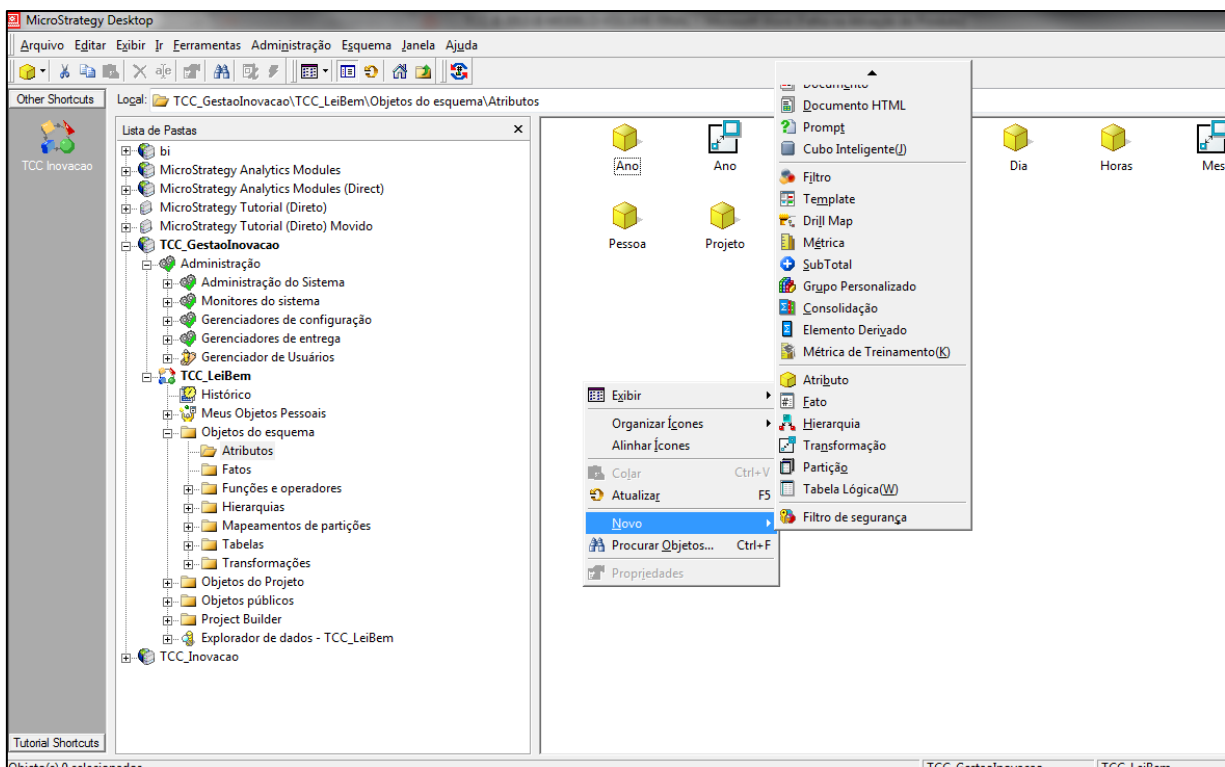 MicroStrategy Desktop
Arquivo Editar Exibir Ir Ferramentas Administração Esquema Janela Ajuda
Other Shortcuts
Local: TCC_GestaoInovacao\TCC_LeiBem\Objetos do esquema\Atributos
TCC Inovacao
Tutorial Shortcuts
Lista de Pastas
bi
MicroStrategy Analytics Modules
MicroStrategy Analytics Modules (Direct)
MicroStrategy Tutorial (Direto)
MicroStrategy Tutorial (Direto) Movido
TCC_GestaoInovacao
Administração
Administração do Sistema
Monitores do sistema
Gerenciadores de configuração
Gerenciadores de entrega
Gerenciador de Usuários
TCC_LeiBem
Histórico
Meus Objetos Pessoais
Objetos do esquema
Atributos
Fatos
Funções e operadores
Hierarquias
Mapeamentos de partições
Tabelas
Transformações
Objetos do Projeto
Objetos públicos
Project Builder
Explorador de dados - TCC_LeiBem
TCC_Inovacao
Ano Ano Dia Horas Mes
Pessoa Projeto
Exibir
Organizar Ícones
Alinhar Ícones
Colar Ctrl+V
Atualizar F5
Novo
Procurar Objetos... Ctrl+F
Propriedades
Documento
Documento HTML
Prompt
Cubo Inteligente(J)
Filtro
Template
Drill Map
Métrica
SubTotal
Grupo Personalizado
Consolidação
Elemento Derivado
Métrica de Treinamento(K)
Atributo
Fato
Hierarquia
Transformação
Partição
Tabela Lógica(W)
Filtro de segurança
Objeto(s) 0 selecionados TCC_GestaoInovacao TCC_LeiBem